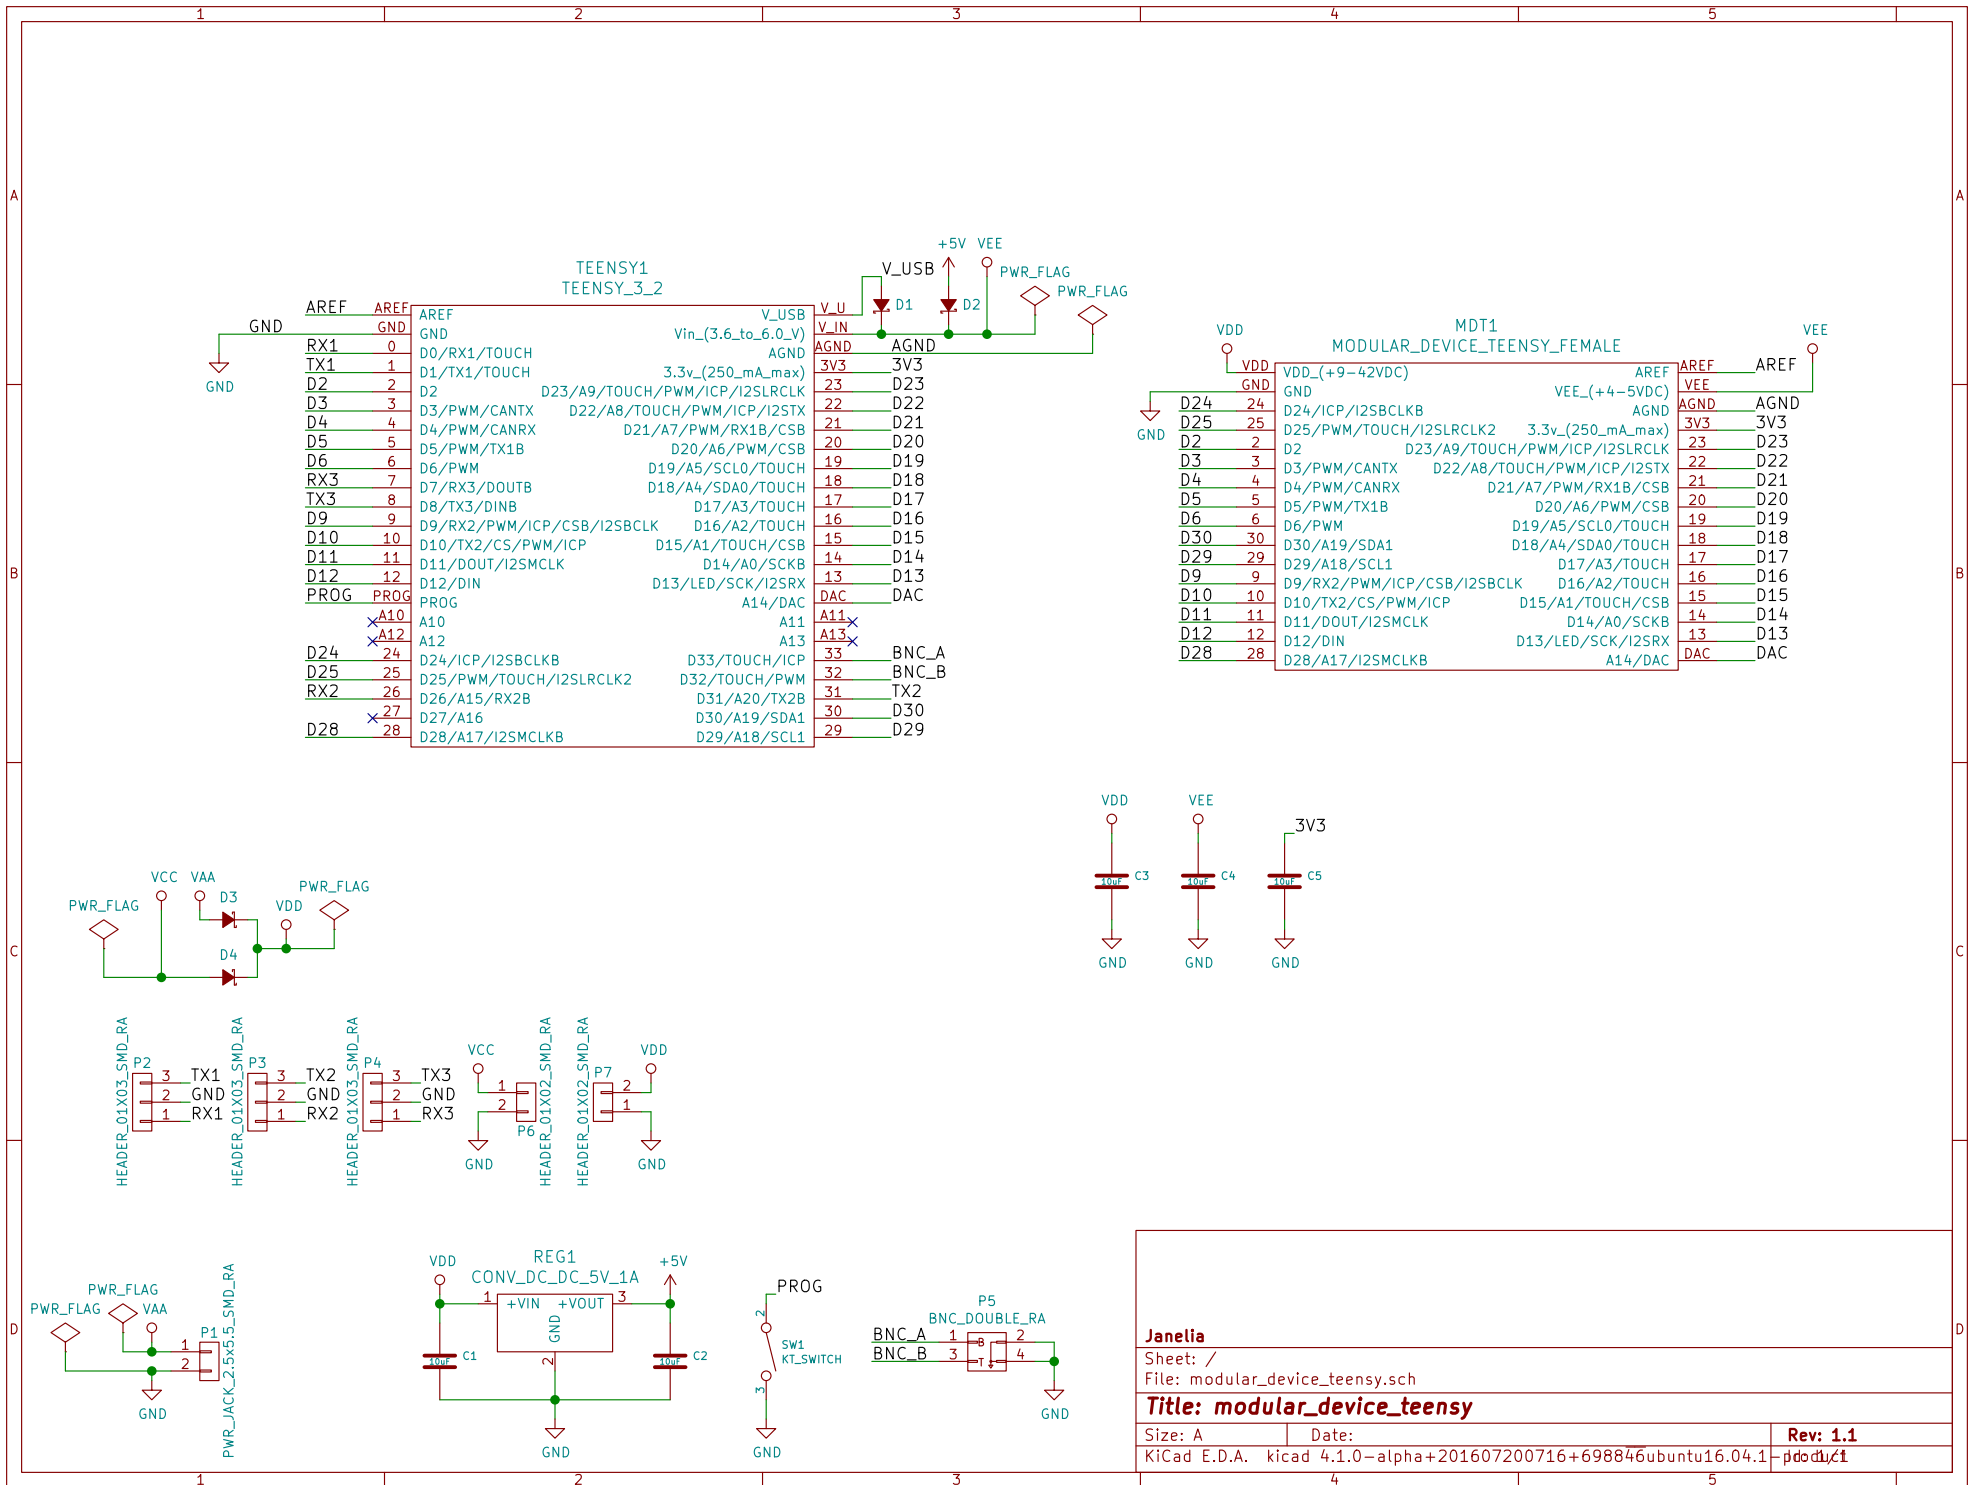 1 2 3 4 5
A A
B B
C C
D D
1 2 3 4 5
TEENSY1
TEENSY_3_2
AREF AREF AREF
GND GND GND
GND
RX1 0 D0/RX1/TOUCH
TX1 1 D1/TX1/TOUCH
D2 2 D2
D3 3 D3/PWM/CANTX
D4 4 D4/PWM/CANRX
D5 5 D5/PWM/TX1B
D6 6 D6/PWM
RX3 7 D7/RX3/DOUTB
TX3 8 D8/TX3/DINB
D9 9 D9/RX2/PWM/ICP/CSB/I2SBCLK
D10 10 D10/TX2/CS/PWM/ICP
D11 11 D11/DOUT/I2SMCLK
D12 12 D12/DIN
PROG PROG PROG
A10 A10
A12 A12
D24 24 D24/ICP/I2SBCLKB
D25 25 D25/PWM/TOUCH/I2SLRCLK2
RX2 26 D26/A15/RX2B
27 D27/A16
D28 28 D28/A17/I2SMCLKB
V_USB V_U V_USB
Vin_(3.6_to_6.0_V) V_IN
AGND AGND AGND
3.3v_(250_mA_max) 3V3 3V3
D23/A9/TOUCH/PWM/ICP/I2SLRCLK 23 D23
D22/A8/TOUCH/PWM/ICP/I2STX 22 D22
D21/A7/PWM/RX1B/CSB 21 D21
D20/A6/PWM/CSB 20 D20
D19/A5/SCL0/TOUCH 19 D19
D18/A4/SDA0/TOUCH 18 D18
D17/A3/TOUCH 17 D17
D16/A2/TOUCH 16 D16
D15/A1/TOUCH/CSB 15 D15
D14/A0/SCKB 14 D14
D13/LED/SCK/I2SRX 13 D13
A14/DAC DAC DAC
A11 A11
A13 A13
D33/TOUCH/ICP 33 BNC_A
D32/TOUCH/PWM 32 BNC_B
D31/A20/TX2B 31 TX2
D30/A19/SDA1 30 D30
D29/A18/SCL1 29 D29
+5V VEE
PWR_FLAG
PWR_FLAG
D1 D2
MDT1
MODULAR_DEVICE_TEENSY_FEMALE
VDD
VDD VDD_(+9-42VDC)
GND GND
GND
D24 24 D24/ICP/I2SBCLKB
D25 25 D25/PWM/TOUCH/I2SLRCLK2
D2 2 D2
D3 3 D3/PWM/CANTX
D4 4 D4/PWM/CANRX
D5 5 D5/PWM/TX1B
D6 6 D6/PWM
D30 30 D30/A19/SDA1
D29 29 D29/A18/SCL1
D9 9 D9/RX2/PWM/ICP/CSB/I2SBCLK
D10 10 D10/TX2/CS/PWM/ICP
D11 11 D11/DOUT/I2SMCLK
D12 12 D12/DIN
D28 28 D28/A17/I2SMCLKB
VEE
AREF AREF AREF
VEE_(+4-5VDC) VEE
AGND AGND AGND
3.3v_(250_mA_max) 3V3 3V3
D23/A9/TOUCH/PWM/ICP/I2SLRCLK 23 D23
D22/A8/TOUCH/PWM/ICP/I2STX 22 D22
D21/A7/PWM/RX1B/CSB 21 D21
D20/A6/PWM/CSB 20 D20
D19/A5/SCL0/TOUCH 19 D19
D18/A4/SDA0/TOUCH 18 D18
D17/A3/TOUCH 17 D17
D16/A2/TOUCH 16 D16
D15/A1/TOUCH/CSB 15 D15
D14/A0/SCKB 14 D14
D13/LED/SCK/I2SRX 13 D13
A14/DAC DAC DAC
VDD VEE 3V3
10uF C3 10uF C4 10uF C5
GND GND GND
PWR_FLAG VCC VAA D3 VDD PWR_FLAG
D4
HEADER_01X03_SMD_RA P2
3 TX1
2 GND
1 RX1
HEADER_01X03_SMD_RA P3
3 TX2
2 GND
1 RX2
HEADER_01X03_SMD_RA P4
3 TX3
2 GND
1 RX3
VCC
1
2
P6 HEADER_01X02_SMD_RA
GND
HEADER_01X02_SMD_RA P7
VDD
2
1
GND
PWR_FLAG
PWR_FLAG VAA
P1 PWR_JACK_2.5x5.5_SMD_RA
1
2
GND
REG1
CONV_DC_DC_5V_1A
VDD +5V
1 +VIN +VOUT 3
GND
2
10uF C1 10uF C2
GND
PROG
2
SW1
KT_SWITCH
3
GND
P5
BNC_DOUBLE_RA
BNC_A 1 B 2
BNC_B 3 T 4
GND
Janelia
Sheet: /
File: modular_device_teensy.sch
Title: modular_device_teensy
Size: A Date: Rev: 1.1
KiCad E.D.A. kicad 4.1.0-alpha+201607200716+698846ubuntu16.04.1-product
Id: 1/1